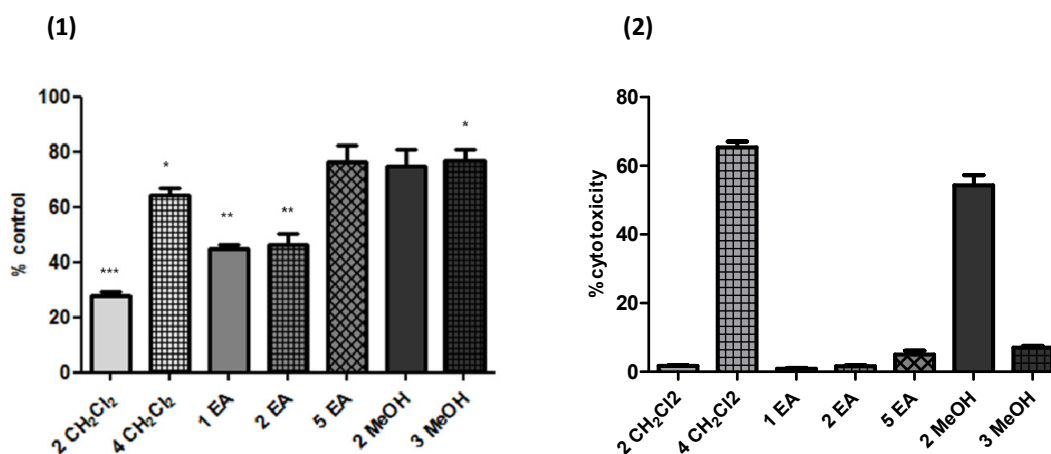 (1)
(2)
% control
100
80
60
40
20
0
***
*
**
**
*
2 CH₂Cl₂
4 CH₂Cl₂
1 EA
2 EA
5 EA
2 MeOH
3 MeOH
%cytotoxicity
80
60
40
20
0
2 CH₂Cl2
4 CH₂Cl2
1 EA
2 EA
5 EA
2 MeOH
3 MeOH